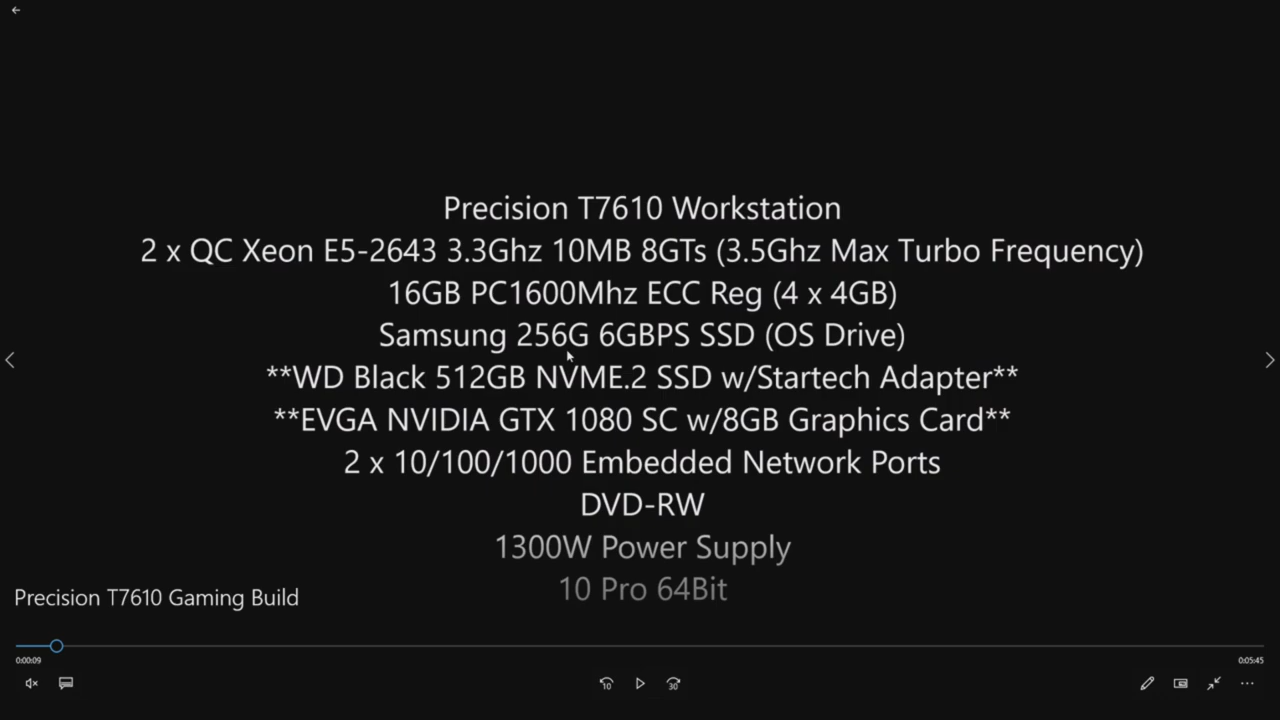 Precision T7610 Workstation
2 x QC Xeon E5-2643 3.3Ghz 10MB 8GTs (3.5Ghz Max Turbo Frequency)
16GB PC1600Mhz ECC Reg (4 x 4GB)
Samsung 256G 6GBPS SSD (OS Drive)
**WD Black 512GB NVME.2 SSD w/Startech Adapter**
**EVGA NVIDIA GTX 1080 SC w/8GB Graphics Card**
2 x 10/100/1000 Embedded Network Ports
DVD-RW
1300W Power Supply
10 Pro 64Bit
Precision T7610 Gaming Build
0:00:09
0:05:45
10
30